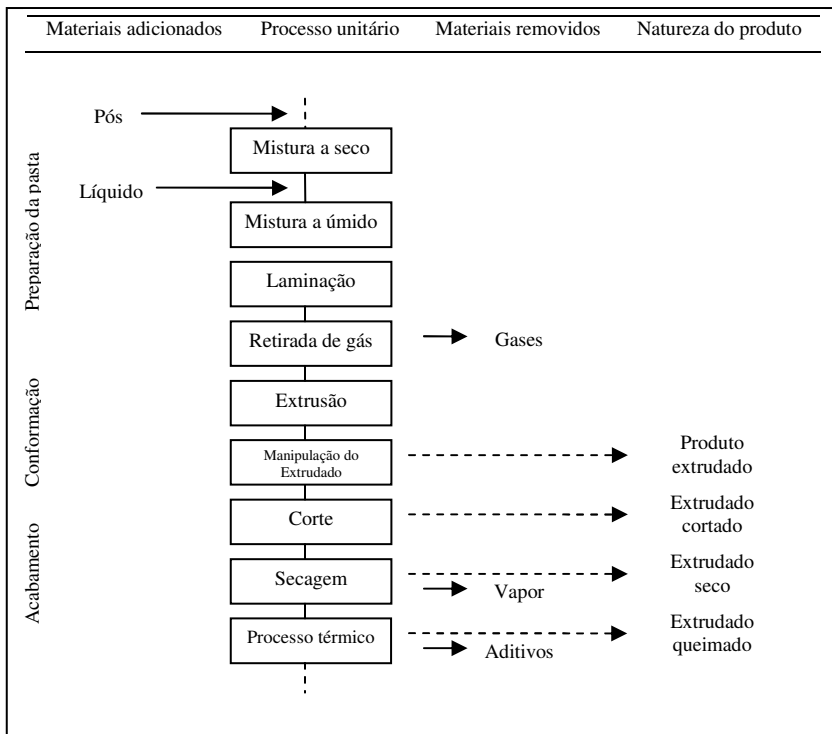 Materiais adicionados Processo unitário Materiais removidos Natureza do produto
Pós
Mistura a seco
Líquido
Mistura a úmido
Preparação da pasta
Laminação
Retirada de gás
Gases
Extrusão
Conformação
Manipulação do
Extrudado
Produto
extrudado
Corte
Extrudado
cortado
Acabamento
Secagem
Vapor
Extrudado
seco
Processo térmico
Aditivos
Extrudado
queimado